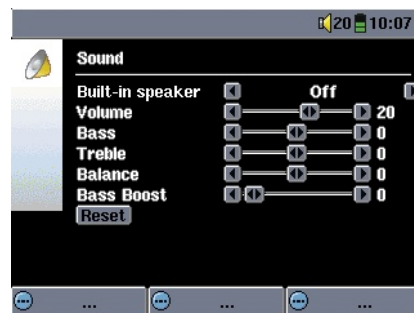 20 10:07
Sound
Built-in speaker Off
Volume 20
Bass 0
Treble 0
Balance 0
Bass Boost 0
Reset
... ... ...